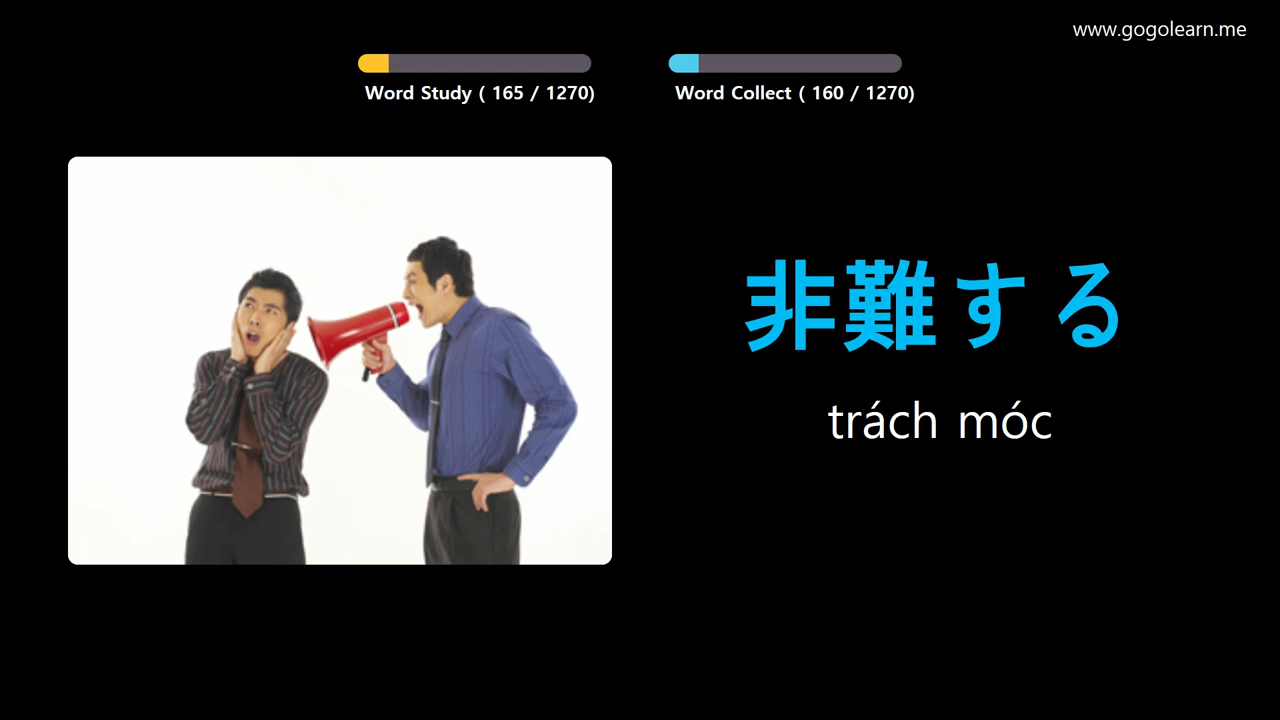 www.gogolearn.me
Word Study ( 165 / 1270)
Word Collect ( 160 / 1270)
非難する
trách móc